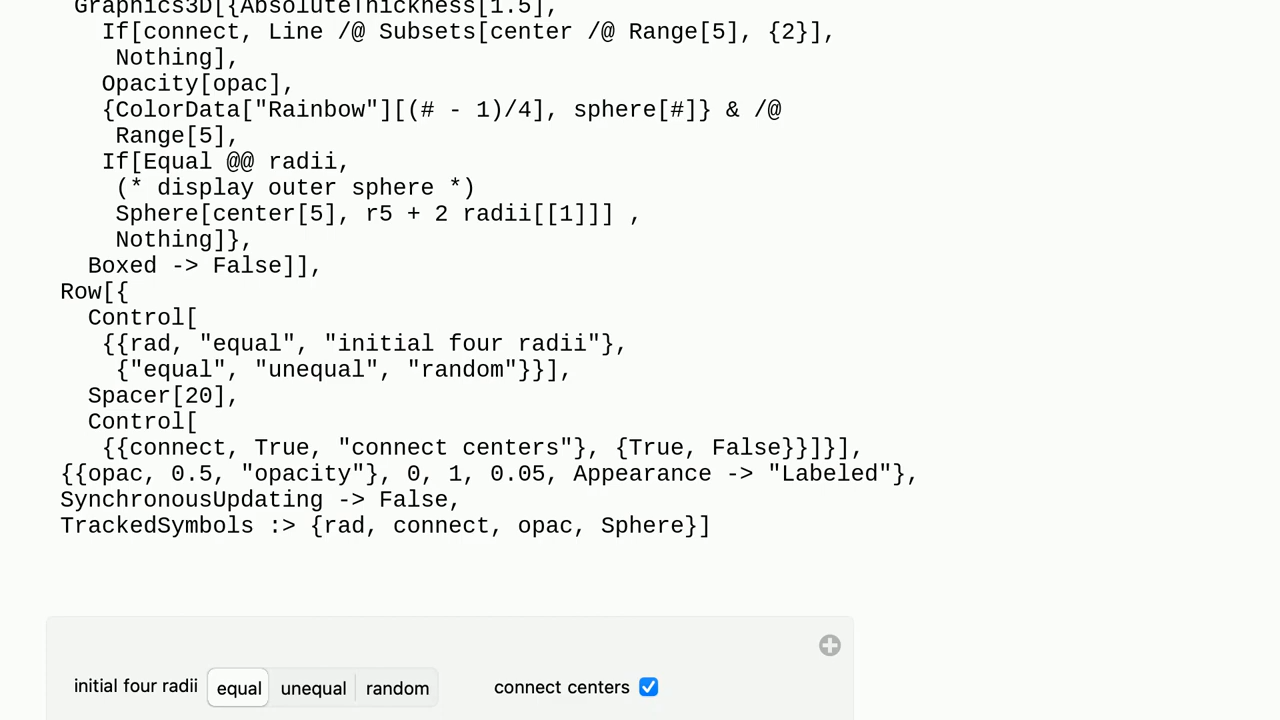 Graphics3D[{AbsoluteThickness[1.5],
If[connect, Line /@ Subsets[center /@ Range[5], {2}],
Nothing],
Opacity[opac],
{ColorData["Rainbow"][(# - 1)/4], sphere[#]} & /@
Range[5],
If[Equal @@ radii,
(* display outer sphere *)
Sphere[center[5], r5 + 2 radii[[1]]] ,
Nothing]},
Boxed -> False]],
Row[{
Control[
{{rad, "equal", "initial four radii"},
{"equal", "unequal", "random"}}],
Spacer[20],
Control[
{{connect, True, "connect centers"}, {True, False}}]}],
{{opac, 0.5, "opacity"}, 0, 1, 0.05, Appearance -> "Labeled"},
SynchronousUpdating -> False,
TrackedSymbols :> {rad, connect, opac, Sphere}]
initial four radii equal unequal random connect centers